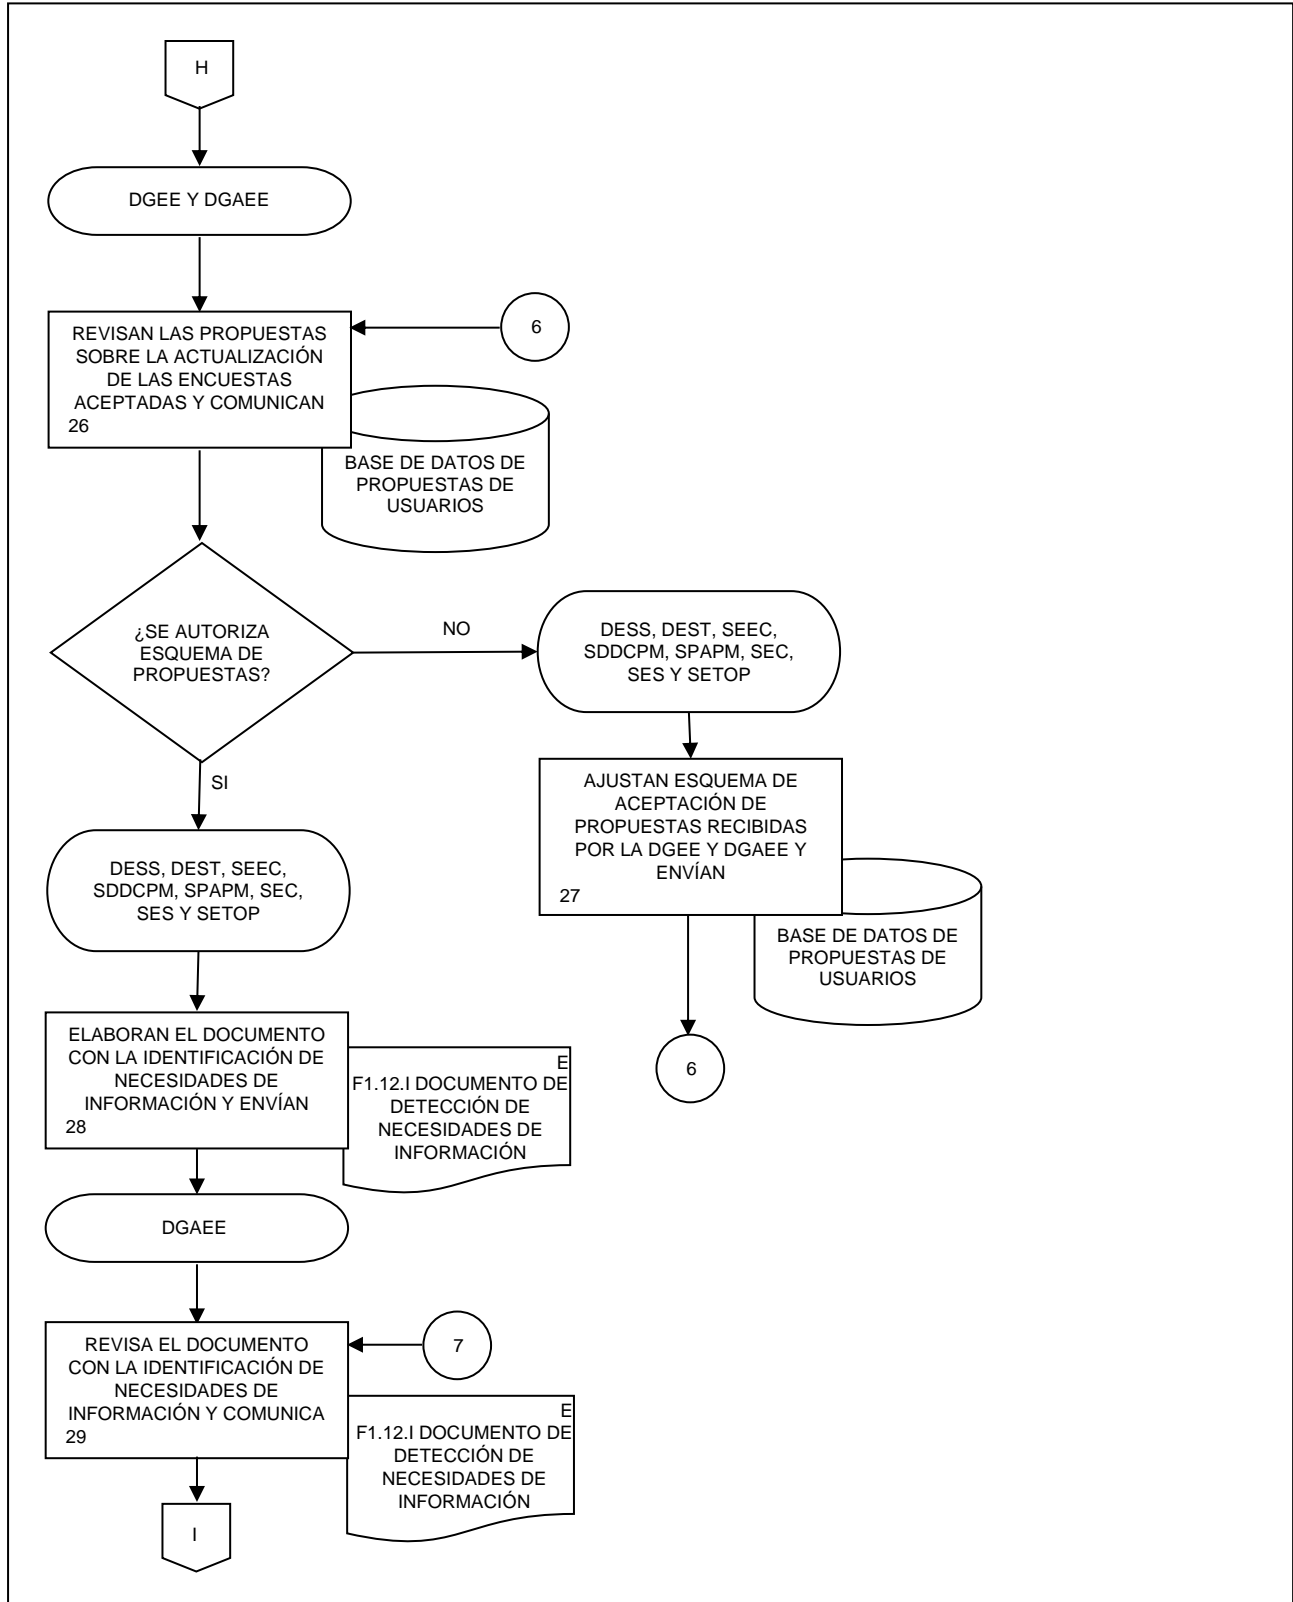 H
DGEE Y DGAEE
REVISAN LAS PROPUESTAS
SOBRE LA ACTUALIZACIÓN
DE LAS ENCUESTAS
ACEPTADAS Y COMUNICAN
26
6
BASE DE DATOS DE
PROPUESTAS DE
USUARIOS
¿SE AUTORIZA
ESQUEMA DE
PROPUESTAS?
NO
DESS, DEST, SEEC,
SDDCPM, SPAPM, SEC,
SES Y SETOP
AJUSTAN ESQUEMA DE
ACEPTACIÓN DE
PROPUESTAS RECIBIDAS
POR LA DGEE Y DGAEE Y
ENVÍAN
27
BASE DE DATOS DE
PROPUESTAS DE
USUARIOS
6
SI
DESS, DEST, SEEC,
SDDCPM, SPAPM, SEC,
SES Y SETOP
ELABORAN EL DOCUMENTO
CON LA IDENTIFICACIÓN DE
NECESIDADES DE
INFORMACIÓN Y ENVÍAN
28
E
F1.12.I DOCUMENTO DE
DETECCIÓN DE
NECESIDADES DE
INFORMACIÓN
DGAEE
REVISA EL DOCUMENTO
CON LA IDENTIFICACIÓN DE
NECESIDADES DE
INFORMACIÓN Y COMUNICA
29
7
E
F1.12.I DOCUMENTO DE
DETECCIÓN DE
NECESIDADES DE
INFORMACIÓN
I